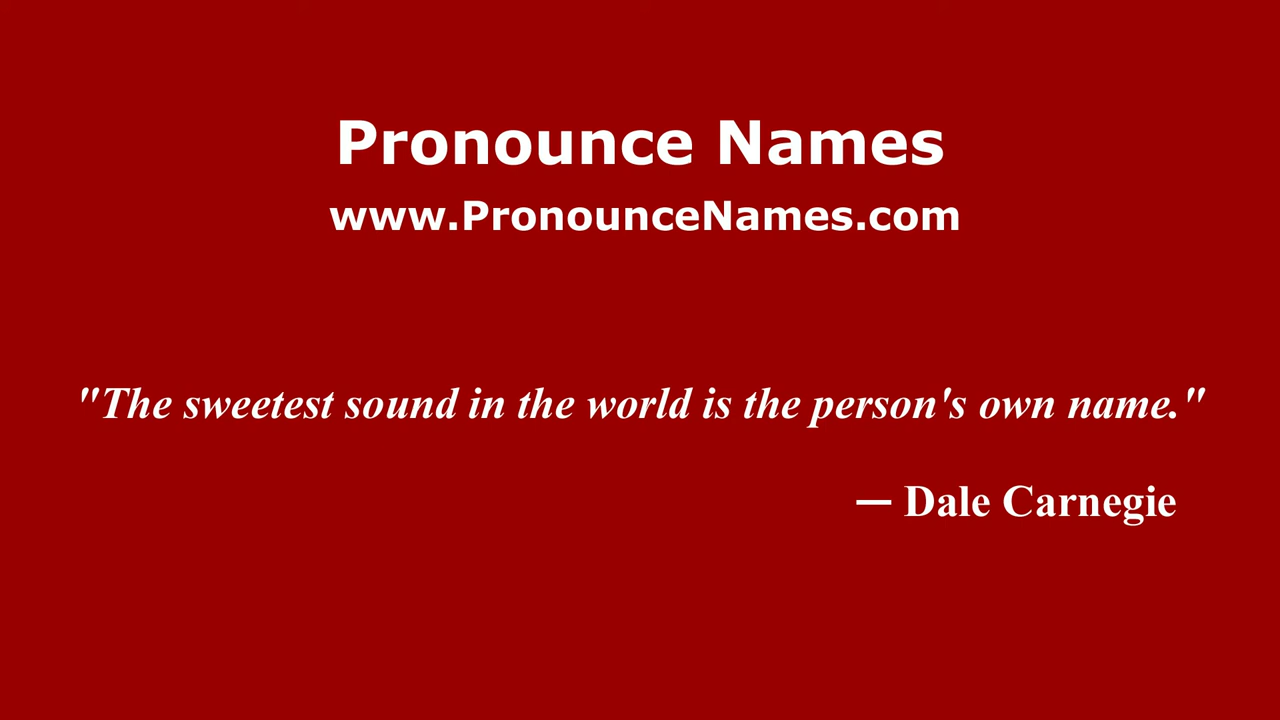 Pronounce Names
www.PronounceNames.com
"The sweetest sound in the world is the person's own name."
— Dale Carnegie